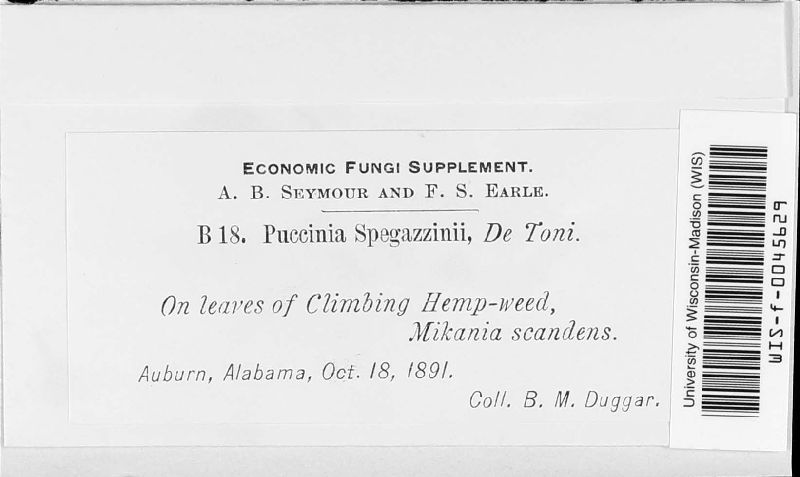 ECONOMIC FUNGI SUPPLEMENT.
A. B. SEYMOUR AND F. S. EARLE.
B 18. Puccinia Spegazzinii, De Toni.
On leaves of Climbing Hemp-weed,
Mikania scandens.
Auburn, Alabama, Oct. 18, 1891.
Coll. B. M. Duggar.
University of Wisconsin-Madison (WIS)
WIS-f-0045629